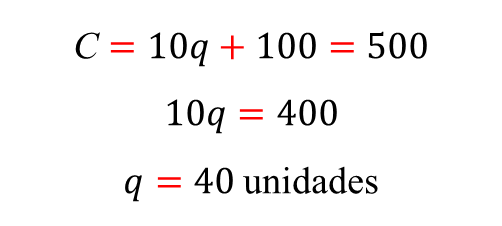 C = 10q + 100 = 500
10q = 400
q = 40 unidades